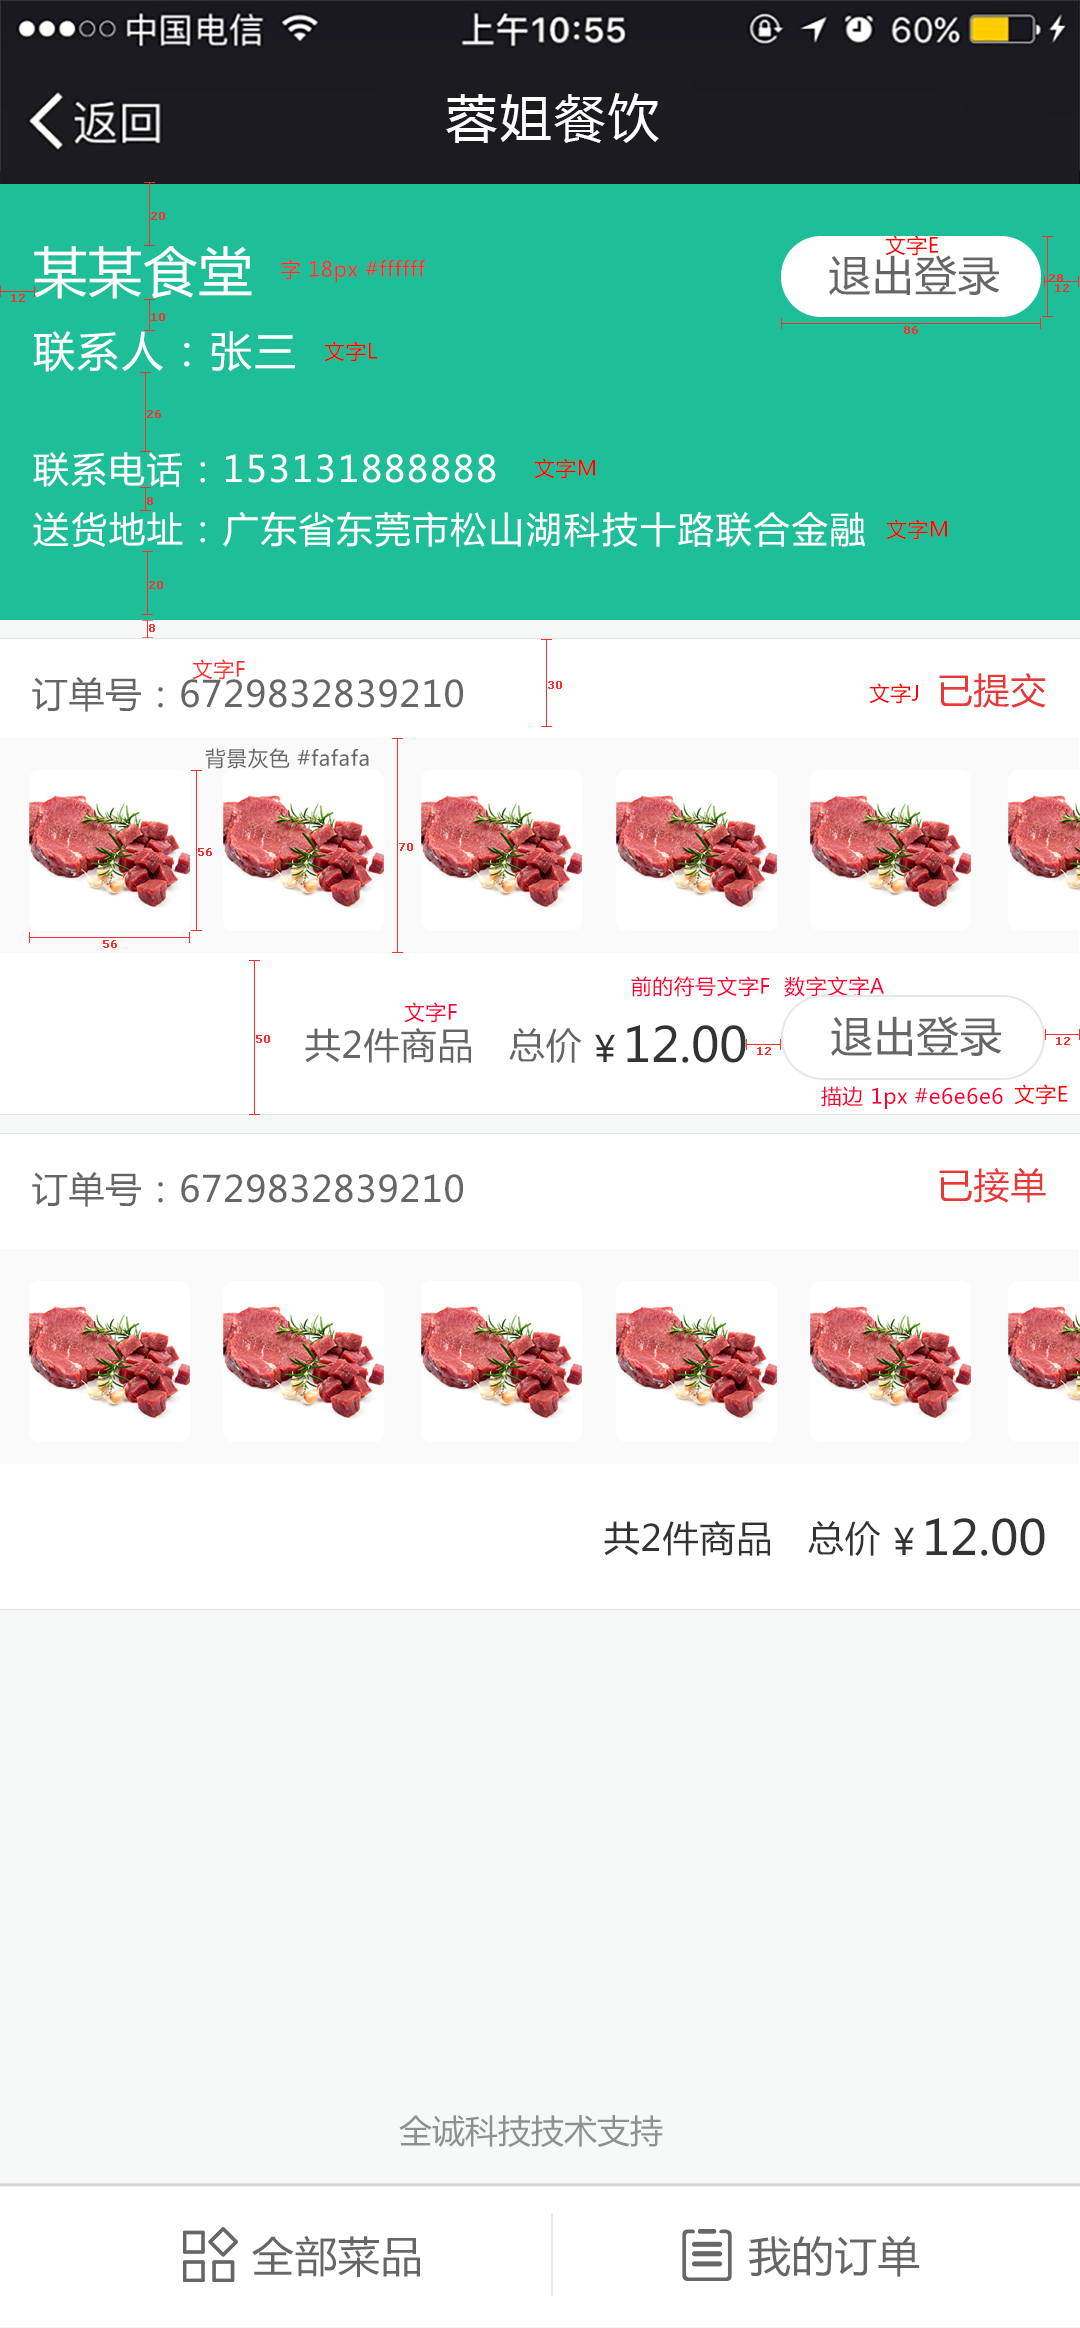 中国电信 上午10:55 60%
返回 蓉姐餐饮
20
某某食堂 字 18px #ffffff 文字E 退出登录 28
12 12
10 86
联系人：张三 文字L
26
联系电话：153131888888 文字M
8
送货地址：广东省东莞市松山湖科技十路联合金融 文字M
20
8
文字F
订单号：6729832839210 30 文字J 已提交
背景灰色 #fafafa
56 70
56
前的符号文字F 数字文字A
文字F
50 共2件商品 总价 ¥12.00 12 退出登录 12
描边 1px #e6e6e6 文字E
订单号：6729832839210 已接单
共2件商品 总价 ¥12.00
全诚科技技术支持
全部菜品 我的订单